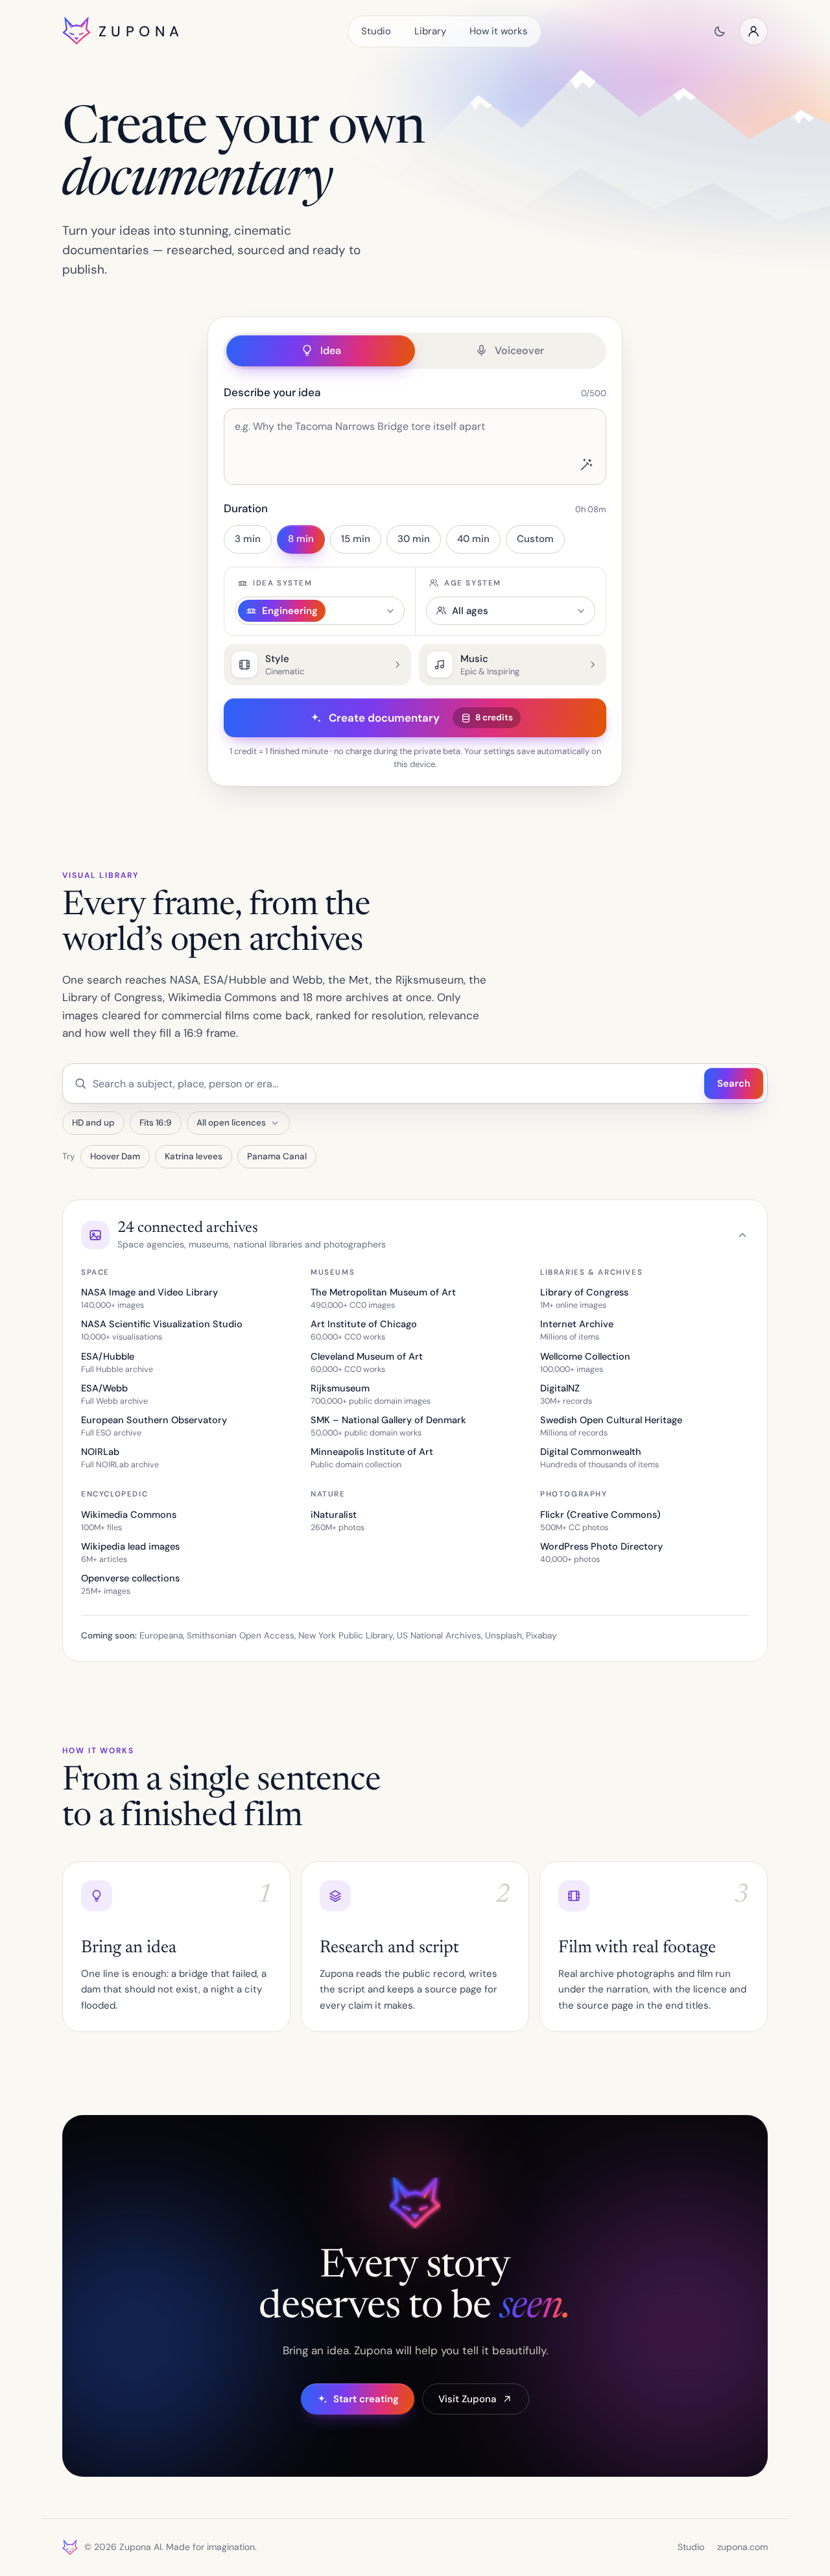 ZUPONA
Studio
Library
How it works
Create your own
documentary
Turn your ideas into stunning, cinematic
documentaries — researched, sourced and ready to
publish.
Idea
Voiceover
Describe your idea
0/500
e.g. Why the Tacoma Narrows Bridge tore itself apart
Duration
0h 08m
3 min
8 min
15 min
30 min
40 min
Custom
IDEA SYSTEM
AGE SYSTEM
Engineering
All ages
Style
Cinematic
Music
Epic & Inspiring
Create documentary
8 credits
1 credit = 1 finished minute · no charge during the private beta. Your settings save automatically on
this device.
VISUAL LIBRARY
Every frame, from the
world’s open archives
One search reaches NASA, ESA/Hubble and Webb, the Met, the Rijksmuseum, the
Library of Congress, Wikimedia Commons and 18 more archives at once. Only
images cleared for commercial films come back, ranked for resolution, relevance
and how well they fill a 16:9 frame.
Search a subject, place, person or era...
Search
HD and up
Fits 16:9
All open licences
Try
Hoover Dam
Katrina levees
Panama Canal
24 connected archives
Space agencies, museums, national libraries and photographers
SPACE
NASA Image and Video Library
140,000+ images
NASA Scientific Visualization Studio
10,000+ visualisations
ESA/Hubble
Full Hubble archive
ESA/Webb
Full Webb archive
European Southern Observatory
Full ESO archive
NOIRLab
Full NOIRLab archive
MUSEUMS
The Metropolitan Museum of Art
490,000+ CC0 images
Art Institute of Chicago
60,000+ CC0 works
Cleveland Museum of Art
60,000+ CC0 works
Rijksmuseum
700,000+ public domain images
SMK – National Gallery of Denmark
50,000+ public domain works
Minneapolis Institute of Art
Public domain collection
LIBRARIES & ARCHIVES
Library of Congress
1M+ online images
Internet Archive
Millions of items
Wellcome Collection
100,000+ images
DigitalNZ
30M+ records
Swedish Open Cultural Heritage
Millions of records
Digital Commonwealth
Hundreds of thousands of items
ENCYCLOPEDIC
Wikimedia Commons
100M+ files
Wikipedia lead images
6M+ articles
Openverse collections
25M+ images
NATURE
iNaturalist
260M+ photos
PHOTOGRAPHY
Flickr (Creative Commons)
500M+ CC photos
WordPress Photo Directory
40,000+ photos
Coming soon: Europeana, Smithsonian Open Access, New York Public Library, US National Archives, Unsplash, Pixabay
HOW IT WORKS
From a single sentence
to a finished film
1
Bring an idea
One line is enough: a bridge that failed, a
dam that should not exist, a night a city
flooded.
2
Research and script
Zupona reads the public record, writes
the script and keeps a source page for
every claim it makes.
3
Film with real footage
Real archive photographs and film run
under the narration, with the licence and
the source page in the end titles.
Every story
deserves to be seen.
Bring an idea. Zupona will help you tell it beautifully.
Start creating
Visit Zupona
© 2026 Zupona AI. Made for imagination.
Studio
zupona.com